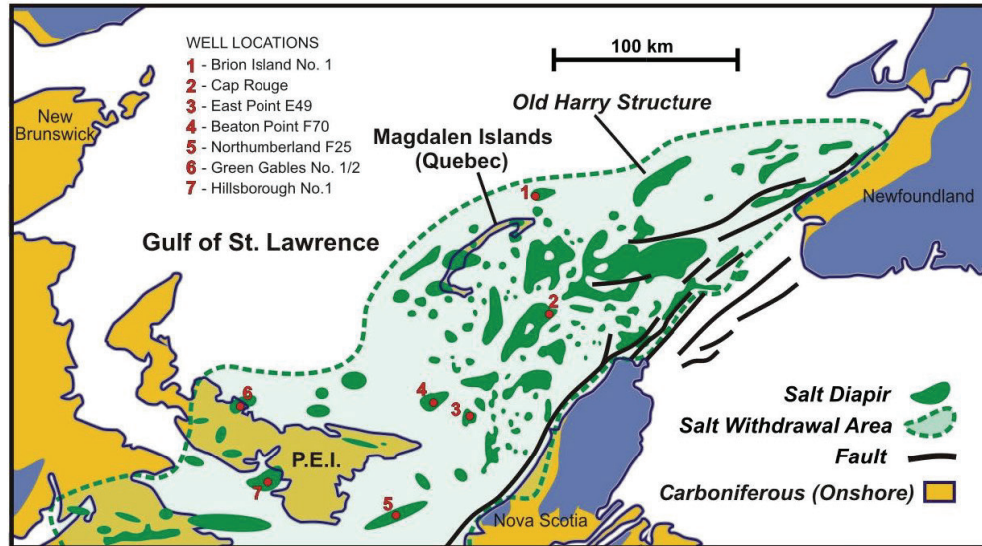 WELL LOCATIONS
1 - Brion Island No. 1
2 - Cap Rouge
3 - East Point E49
4 - Beaton Point F70
5 - Northumberland F25
6 - Green Gables No. 1/2
7 - Hillsborough No.1
100 km
Old Harry Structure
New
Brunswick
Magdalen Islands
(Quebec)
Newfoundland
1
Gulf of St. Lawrence
2
4
3
6
Salt Diapir
Salt Withdrawal Area
P.E.I.
Fault
7
Carboniferous (Onshore)
5
Nova Scotia